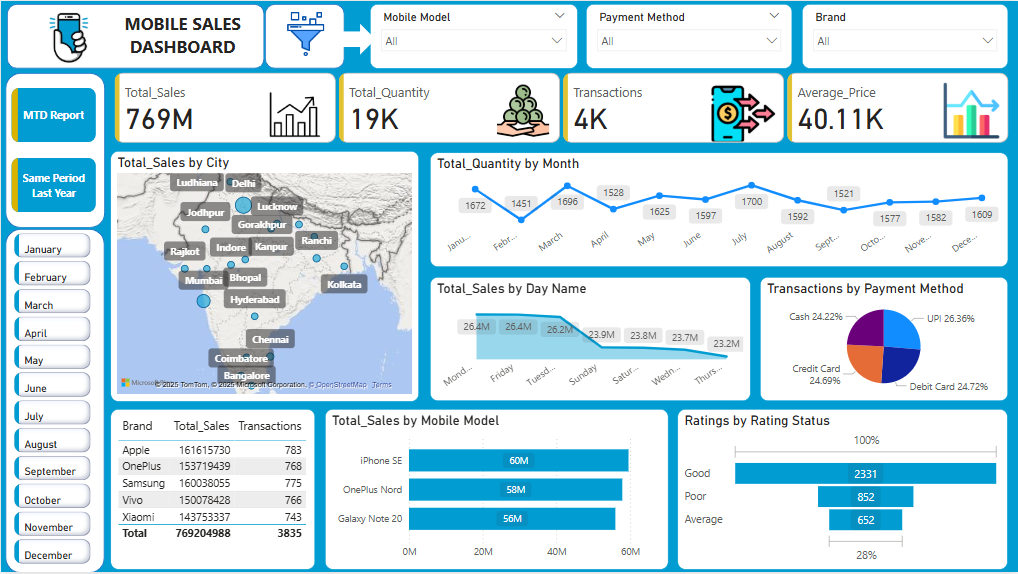 MOBILE SALES
DASHBOARD
Mobile Model
All
Payment Method
All
Brand
All
MTD Report
Same Period
Last Year
January
February
March
April
May
June
July
August
September
October
November
December
Total_Sales
769M
Total_Quantity
19K
Transactions
4K
Average_Price
40.11K
Total_Sales by City
Ludhiana
Delhi
Jodhpur
Lucknow
Gorakhpur
Rajkot
Indore
Kanpur
Ranchi
Mumbai
Bhopal
Kolkata
Hyderabad
Chennai
Coimbatore
Bangalore
© 2025 TomTom, © 2025 Microsoft Corporation, © OpenStreetMap Terms
Total_Quantity by Month
1672
1451
1696
1528
1625
1597
1700
1592
1521
1577
1582
1609
Janu...
Febr...
March
April
May
June
July
August
Sept...
Octo...
Nove...
Dece...
Total_Sales by Day Name
26.4M
26.4M
26.2M
23.9M
23.8M
23.7M
23.2M
Mond...
Friday
Tuesd...
Sunday
Satur...
Wedn...
Thurs...
Transactions by Payment Method
Cash 24.22%
UPI 26.36%
Credit Card
24.69%
Debit Card 24.72%
Brand Total_Sales Transactions
Apple 161615730 783
OnePlus 153719439 768
Samsung 160038055 775
Vivo 150078428 766
Xiaomi 143753337 743
Total 769204988 3835
Total_Sales by Mobile Model
iPhone SE 60M
OnePlus Nord 58M
Galaxy Note 20 56M
0M 20M 40M 60M
Ratings by Rating Status
100%
Good 2331
Poor 852
Average 652
28%